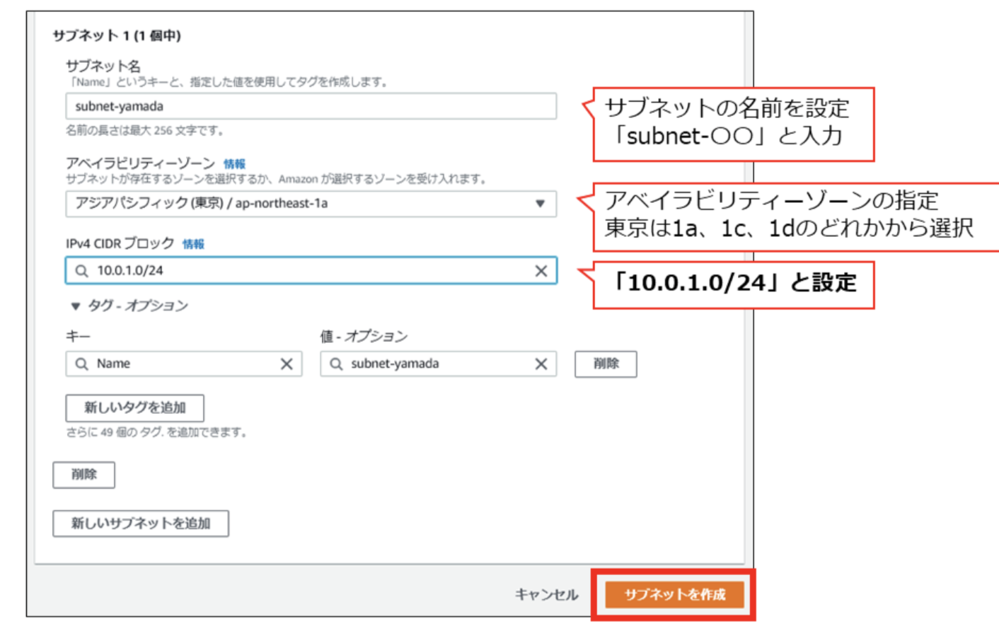 サブネット 1 (1 個中)
サブネット名
「Name」というキーと、指定した値を使用してタグを作成します。
subnet-yamada
名前の長さは最大 256 文字です。
サブネットの名前を設定
「subnet-〇〇」と入力
アベイラビリティーゾーン 情報
サブネットが存在するゾーンを選択するか、Amazon が選択するゾーンを受け入れます。
アジアパシフィック (東京) / ap-northeast-1a
アベイラビリティーゾーンの指定
東京は1a、1c、1dのどれかから選択
IPv4 CIDR ブロック 情報
10.0.1.0/24
「10.0.1.0/24」と設定
タグ - オプション
キー
値 - オプション
Name
subnet-yamada
削除
新しいタグを追加
さらに 49 個の タグ. を追加できます。
削除
新しいサブネットを追加
キャンセル
サブネットを作成